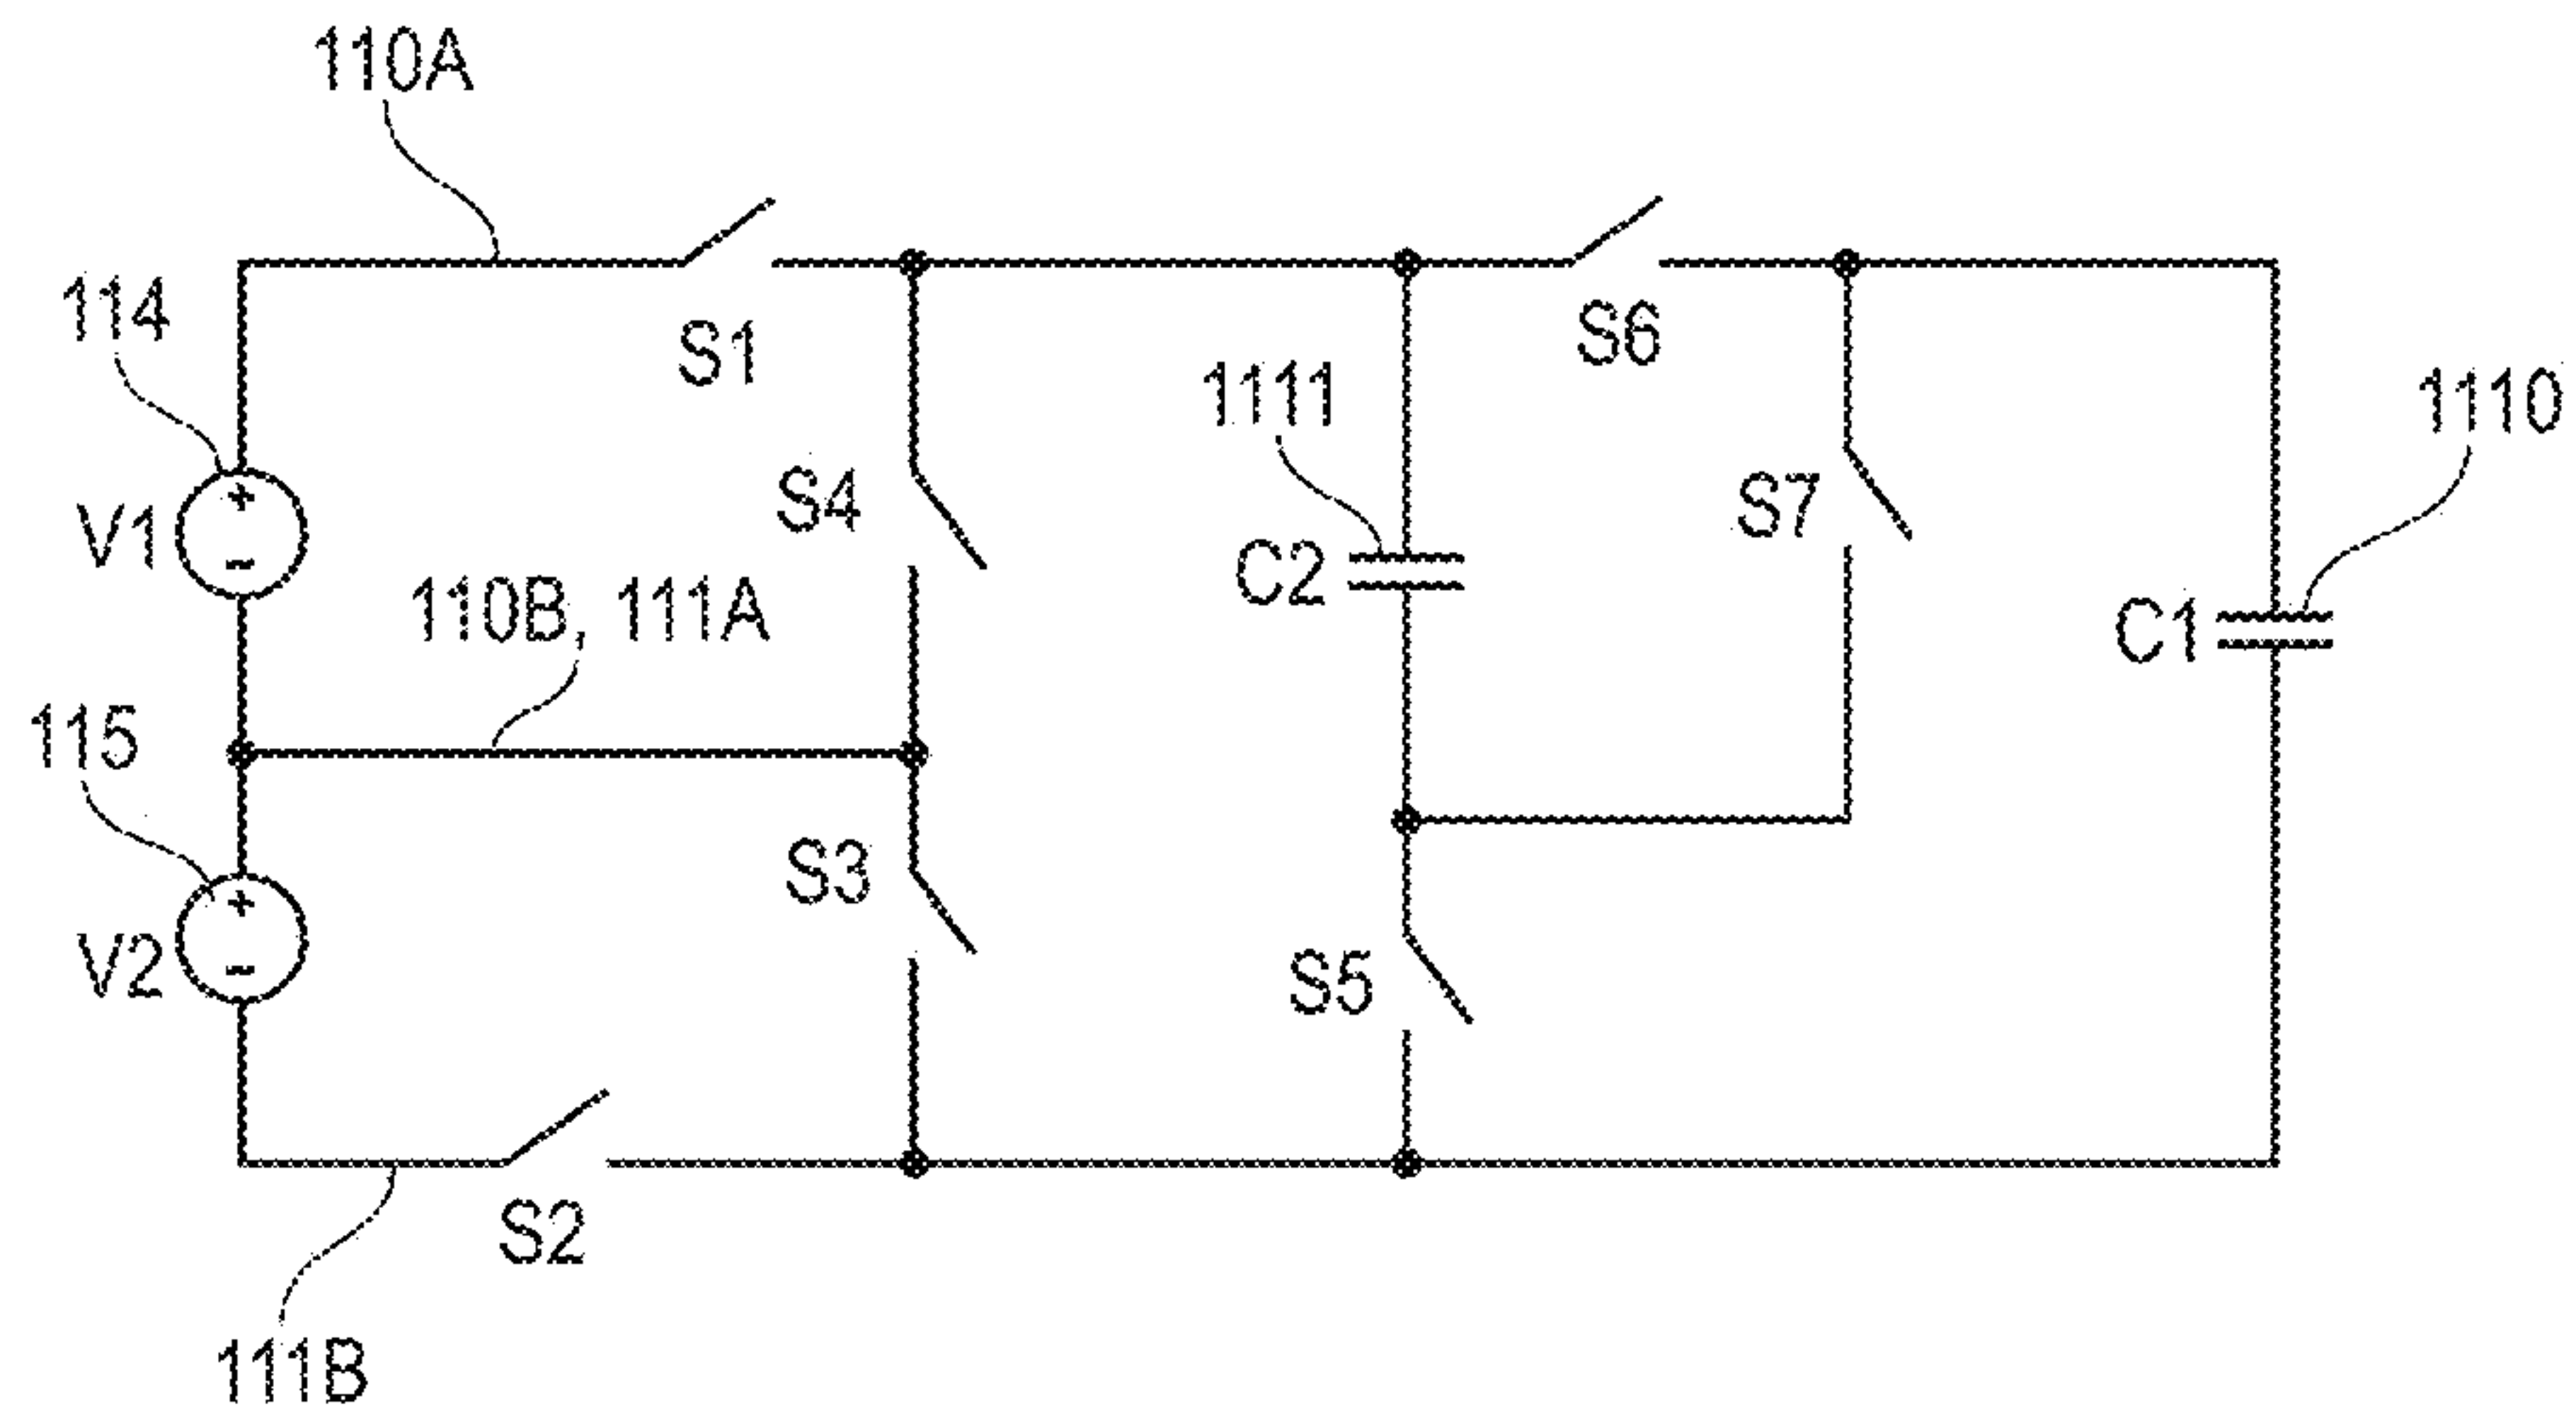 110A
114
S1
S6
1111
1110
S4
S7
V1
+
-
C2
110B, 111A
C1
115
S3
+
V2
-
S5
S2
111B